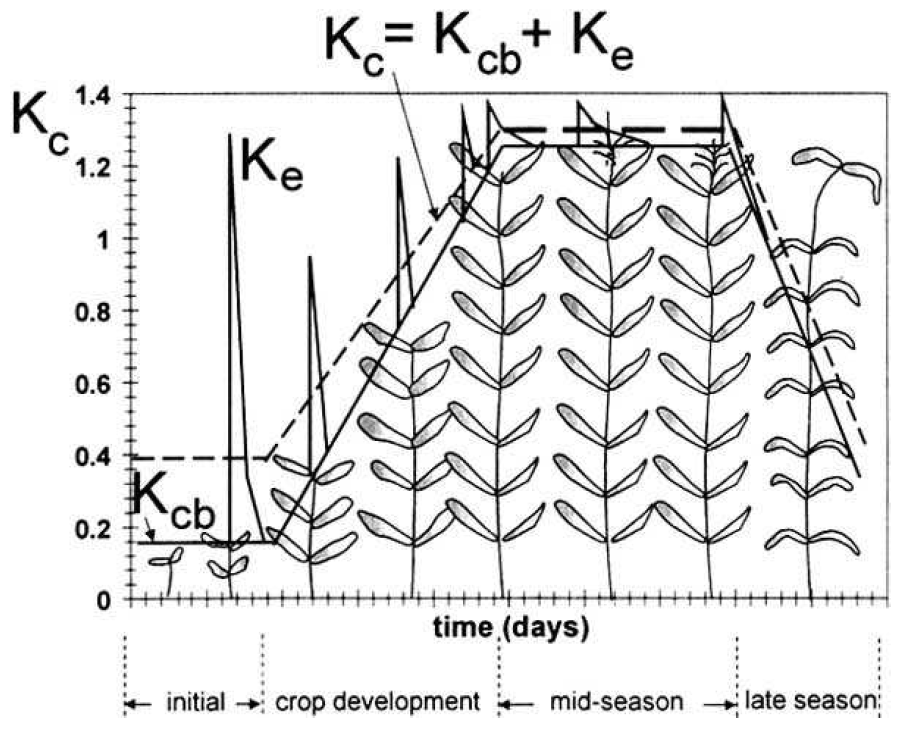 Kc= Kcb+ Ke
Kc
1.4
1.2
1
0.8
0.6
0.4
0.2
0
Ke
Kcb
time (days)
initial
crop development
mid-season
late season